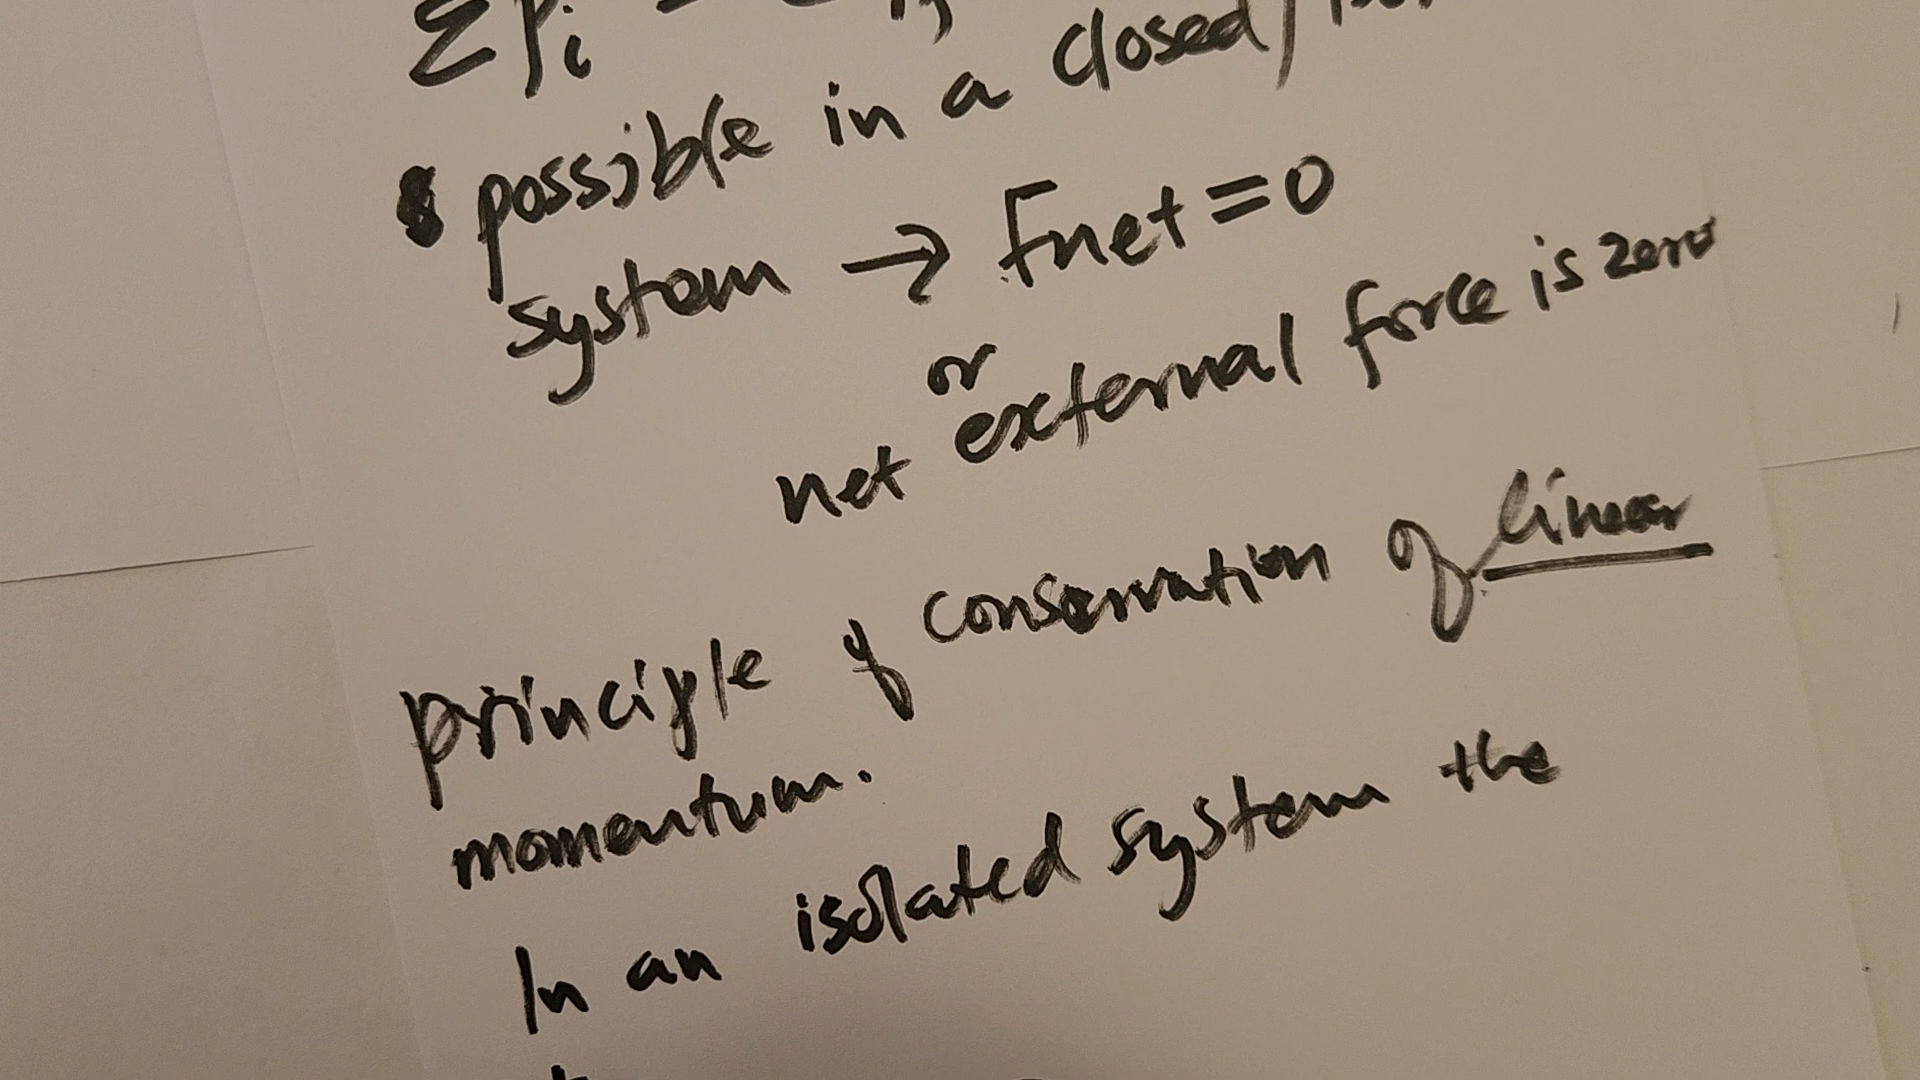 Σpi
possible in a closed/
system → Fnet=0
or
net external force is zero
principle of conservation of linear
momentum.
In an isolated system the